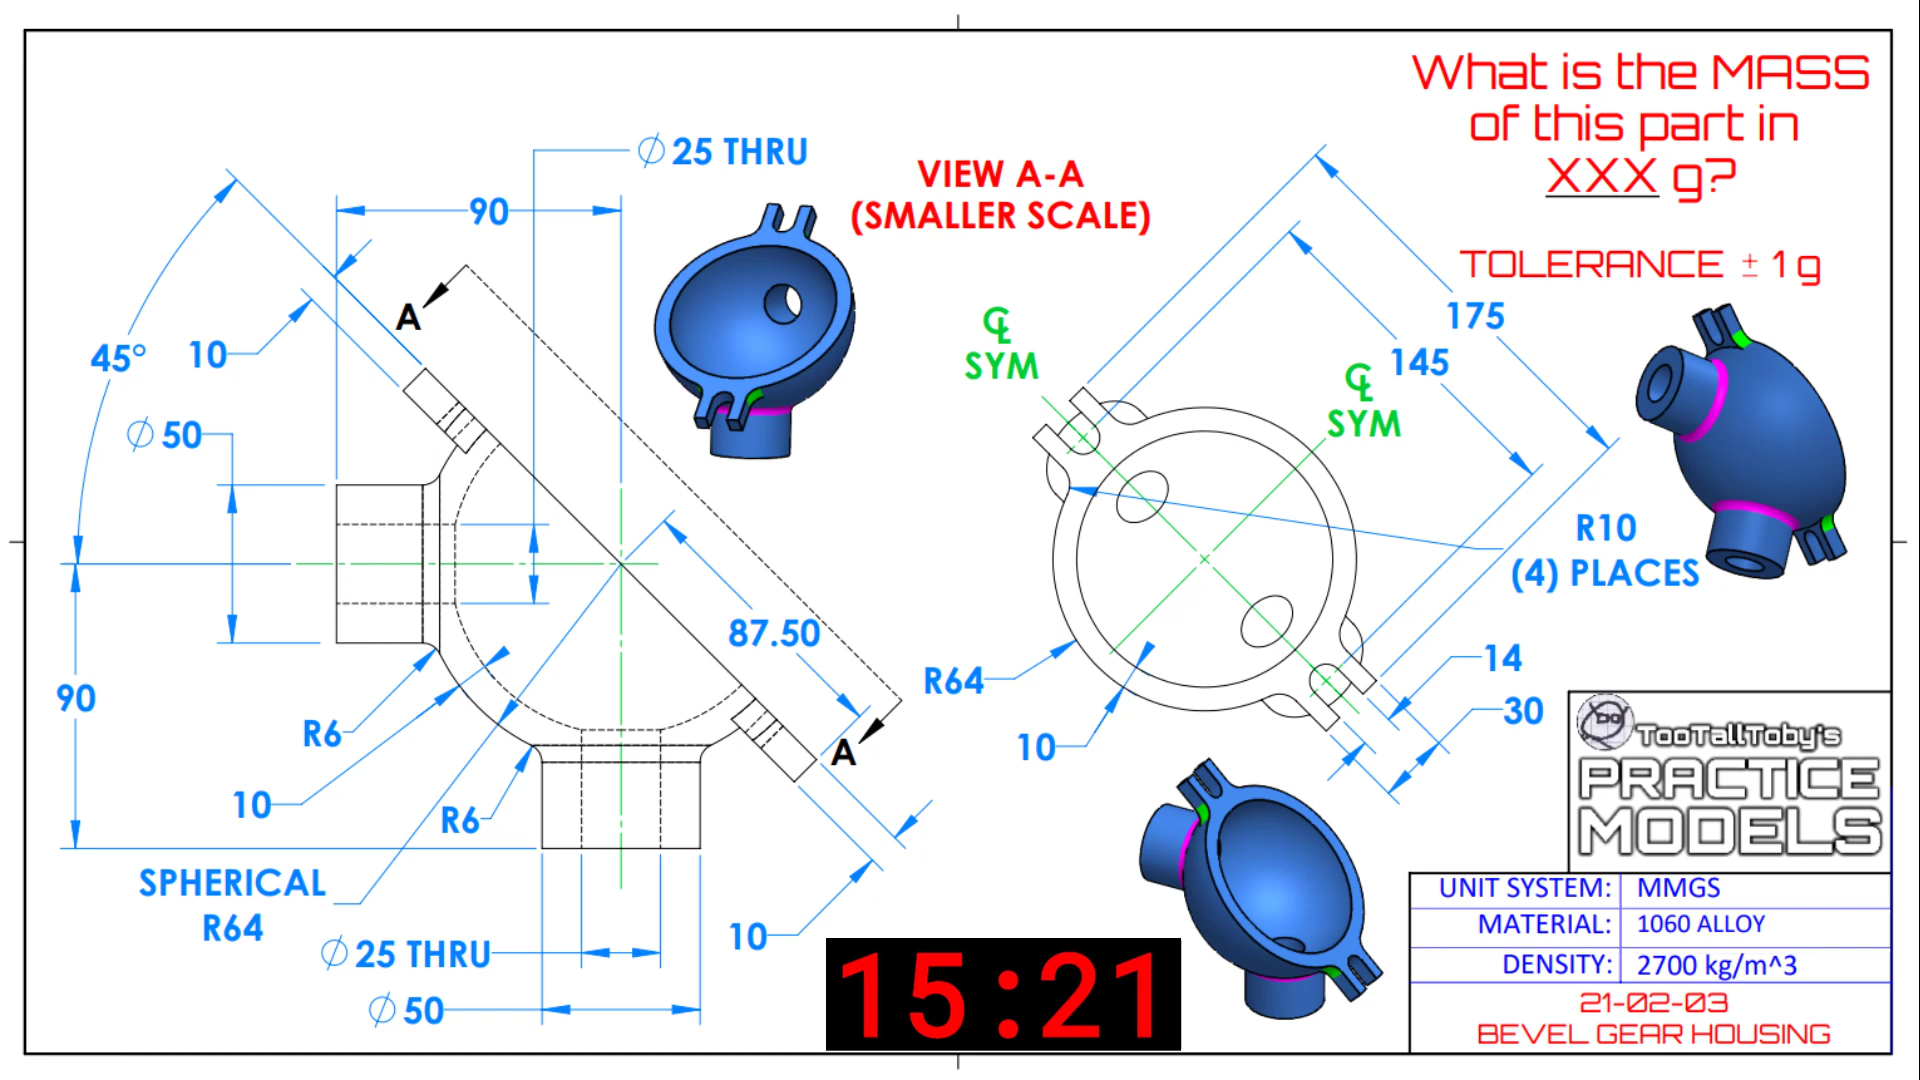 What is the MASS
of this part in
XXX g?
TOLERANCE ± 1 g
VIEW A-A
(SMALLER SCALE)
⌀ 25 THRU
90
45°
10
⌀ 50
A
90
87.50
A
R6
10
R6
SPHERICAL
R64
⌀ 25 THRU
⌀ 50
10
℄
SYM
℄
SYM
175
145
R10
(4) PLACES
R64
10
14
30
15:21
TooTallToby's
PRACTICE
MODELS
UNIT SYSTEM: MMGS
MATERIAL: 1060 ALLOY
DENSITY: 2700 kg/m^3
21-02-03
BEVEL GEAR HOUSING